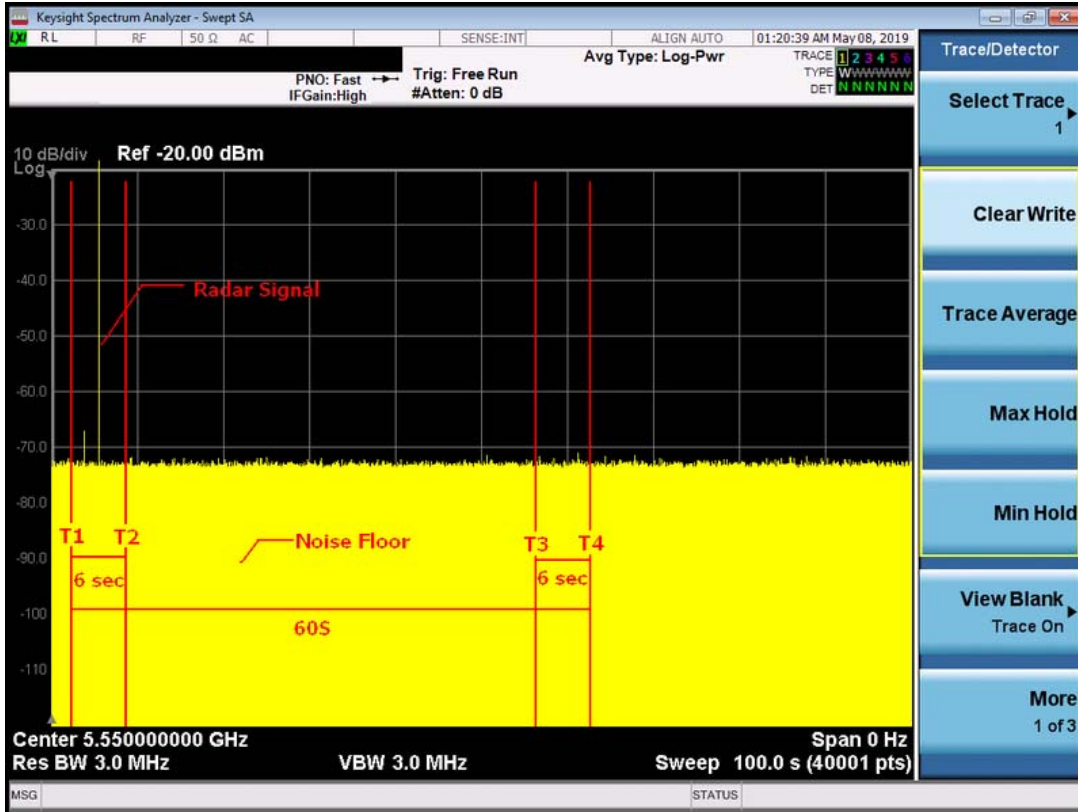 Keysight Spectrum Analyzer - Swept SA
LXI RL RF 50 Ω AC SENSE:INT ALIGN AUTO 01:20:39 AM May 08, 2019
PNO: Fast
IFGain:High
Trig: Free Run
#Atten: 0 dB
Avg Type: Log-Pwr
TRACE 1 2 3 4 5 6
TYPE WWWWWW
DET N N N N N N
10 dB/div Ref -20.00 dBm
Log
-30.0
-40.0
-50.0
-60.0
-70.0
-80.0
-90.0
-100
-110
Radar Signal
T1 T2 Noise Floor T3 T4
6 sec 6 sec
60S
Center 5.550000000 GHz Span 0 Hz
Res BW 3.0 MHz VBW 3.0 MHz Sweep 100.0 s (40001 pts)
MSG STATUS
Trace/Detector
Select Trace
1
Clear Write
Trace Average
Max Hold
Min Hold
View Blank
Trace On
More
1 of 3